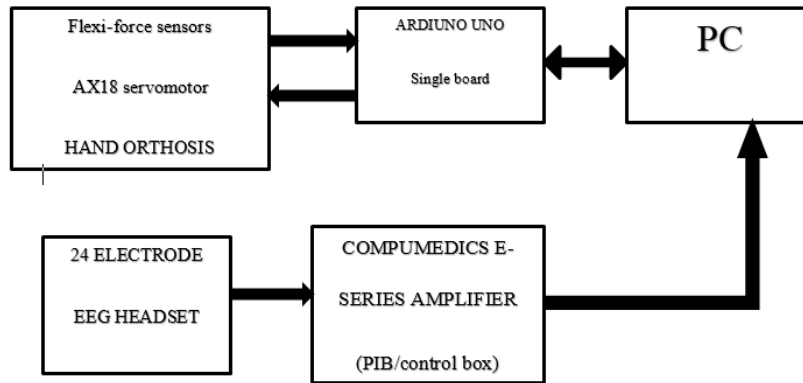 Flexi-force sensors
AX18 servomotor
HAND ORTHOSIS
ARDIUNO UNO
Single board
PC
24 ELECTRODE
EEG HEADSET
COMPUMEDICS E-
SERIES AMPLIFIER
(PIB/control box)